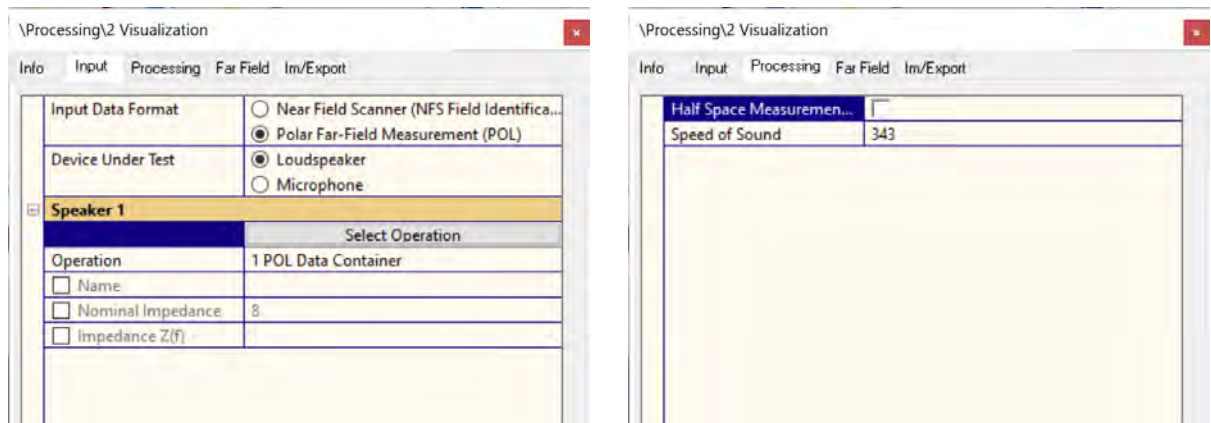 \Processing\2 Visualization
Info Input Processing Far Field Im/Export
Input Data Format Near Field Scanner (NFS Field Identifica...
Polar Far-Field Measurement (POL)
Device Under Test Loudspeaker
Microphone
Speaker 1
Select Operation
Operation 1 POL Data Container
Name
Nominal Impedance 8
Impedance Z(f)
\Processing\2 Visualization
Info Input Processing Far Field Im/Export
Half Space Measuremen...
Speed of Sound 343